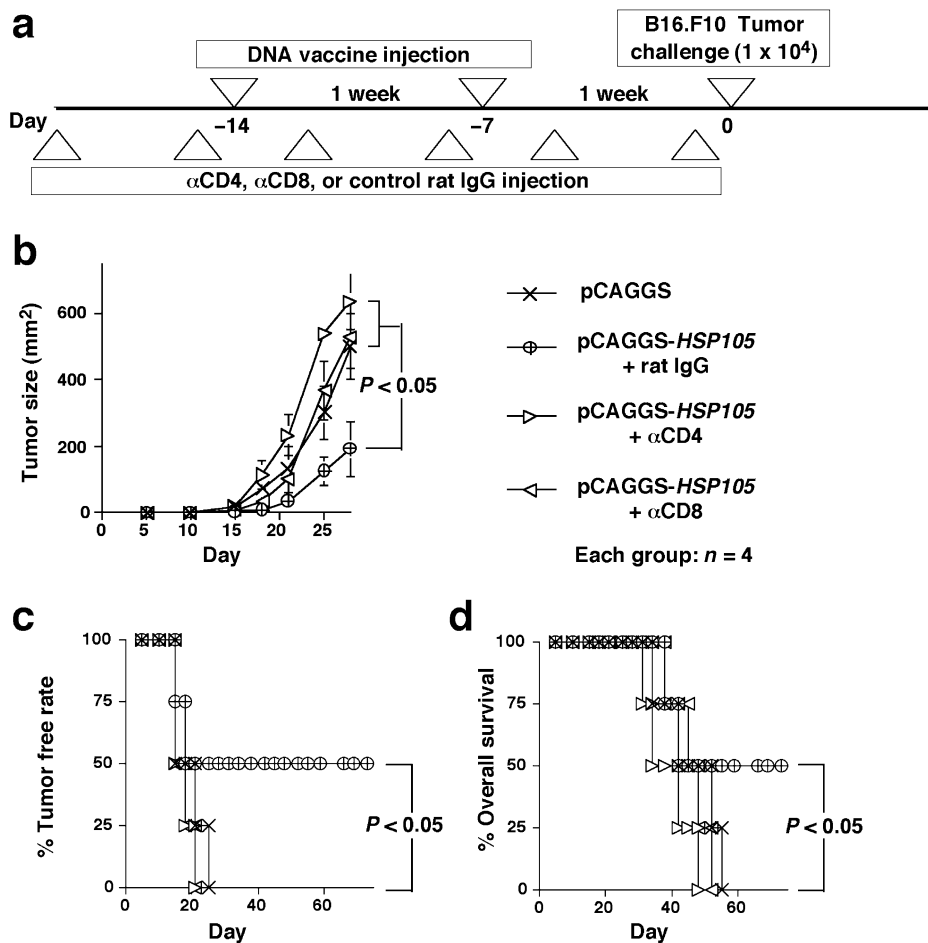 a
B16.F10 Tumor
challenge (1 x 10⁴)
DNA vaccine injection
1 week
1 week
Day
−14
−7
0
αCD4, αCD8, or control rat IgG injection
b
Tumor size (mm²)
600
400
200
0
0
5
10
15
20
25
Day
P < 0.05
pCAGGS
pCAGGS-HSP105
+ rat IgG
pCAGGS-HSP105
+ αCD4
pCAGGS-HSP105
+ αCD8
Each group: n = 4
c
% Tumor free rate
100
75
50
25
0
0
20
40
60
Day
P < 0.05
d
% Overall survival
100
75
50
25
0
0
20
40
60
Day
P < 0.05